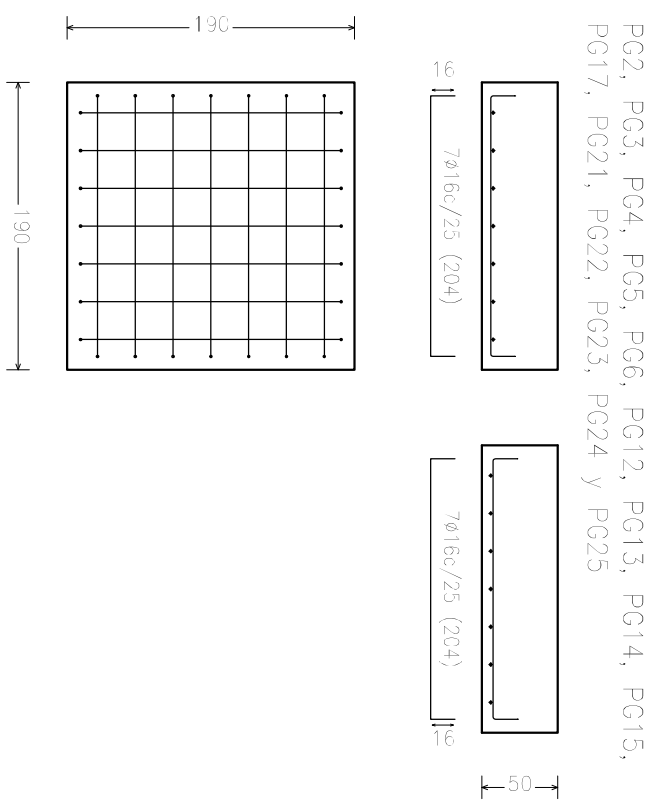 PG2, PG3, PG4, PG5, PG6, PG12, PG13, PG14, PG15,
PG17, PG21, PG22, PG23, PG24 y PG25
190
16
7ø16c/25 (204)
190
7ø16c/25 (204)
16
50